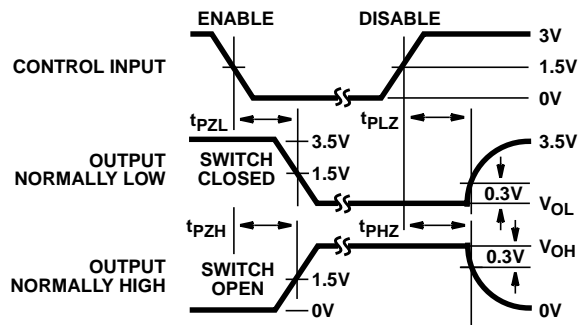 ENABLE
DISABLE
CONTROL INPUT
3V
1.5V
0V
tPZL
tPLZ
OUTPUT
NORMALLY LOW
SWITCH
CLOSED
3.5V
1.5V
3.5V
0.3V
VOL
tPZH
tPHZ
OUTPUT
NORMALLY HIGH
SWITCH
OPEN
1.5V
0V
VOH
0.3V
0V